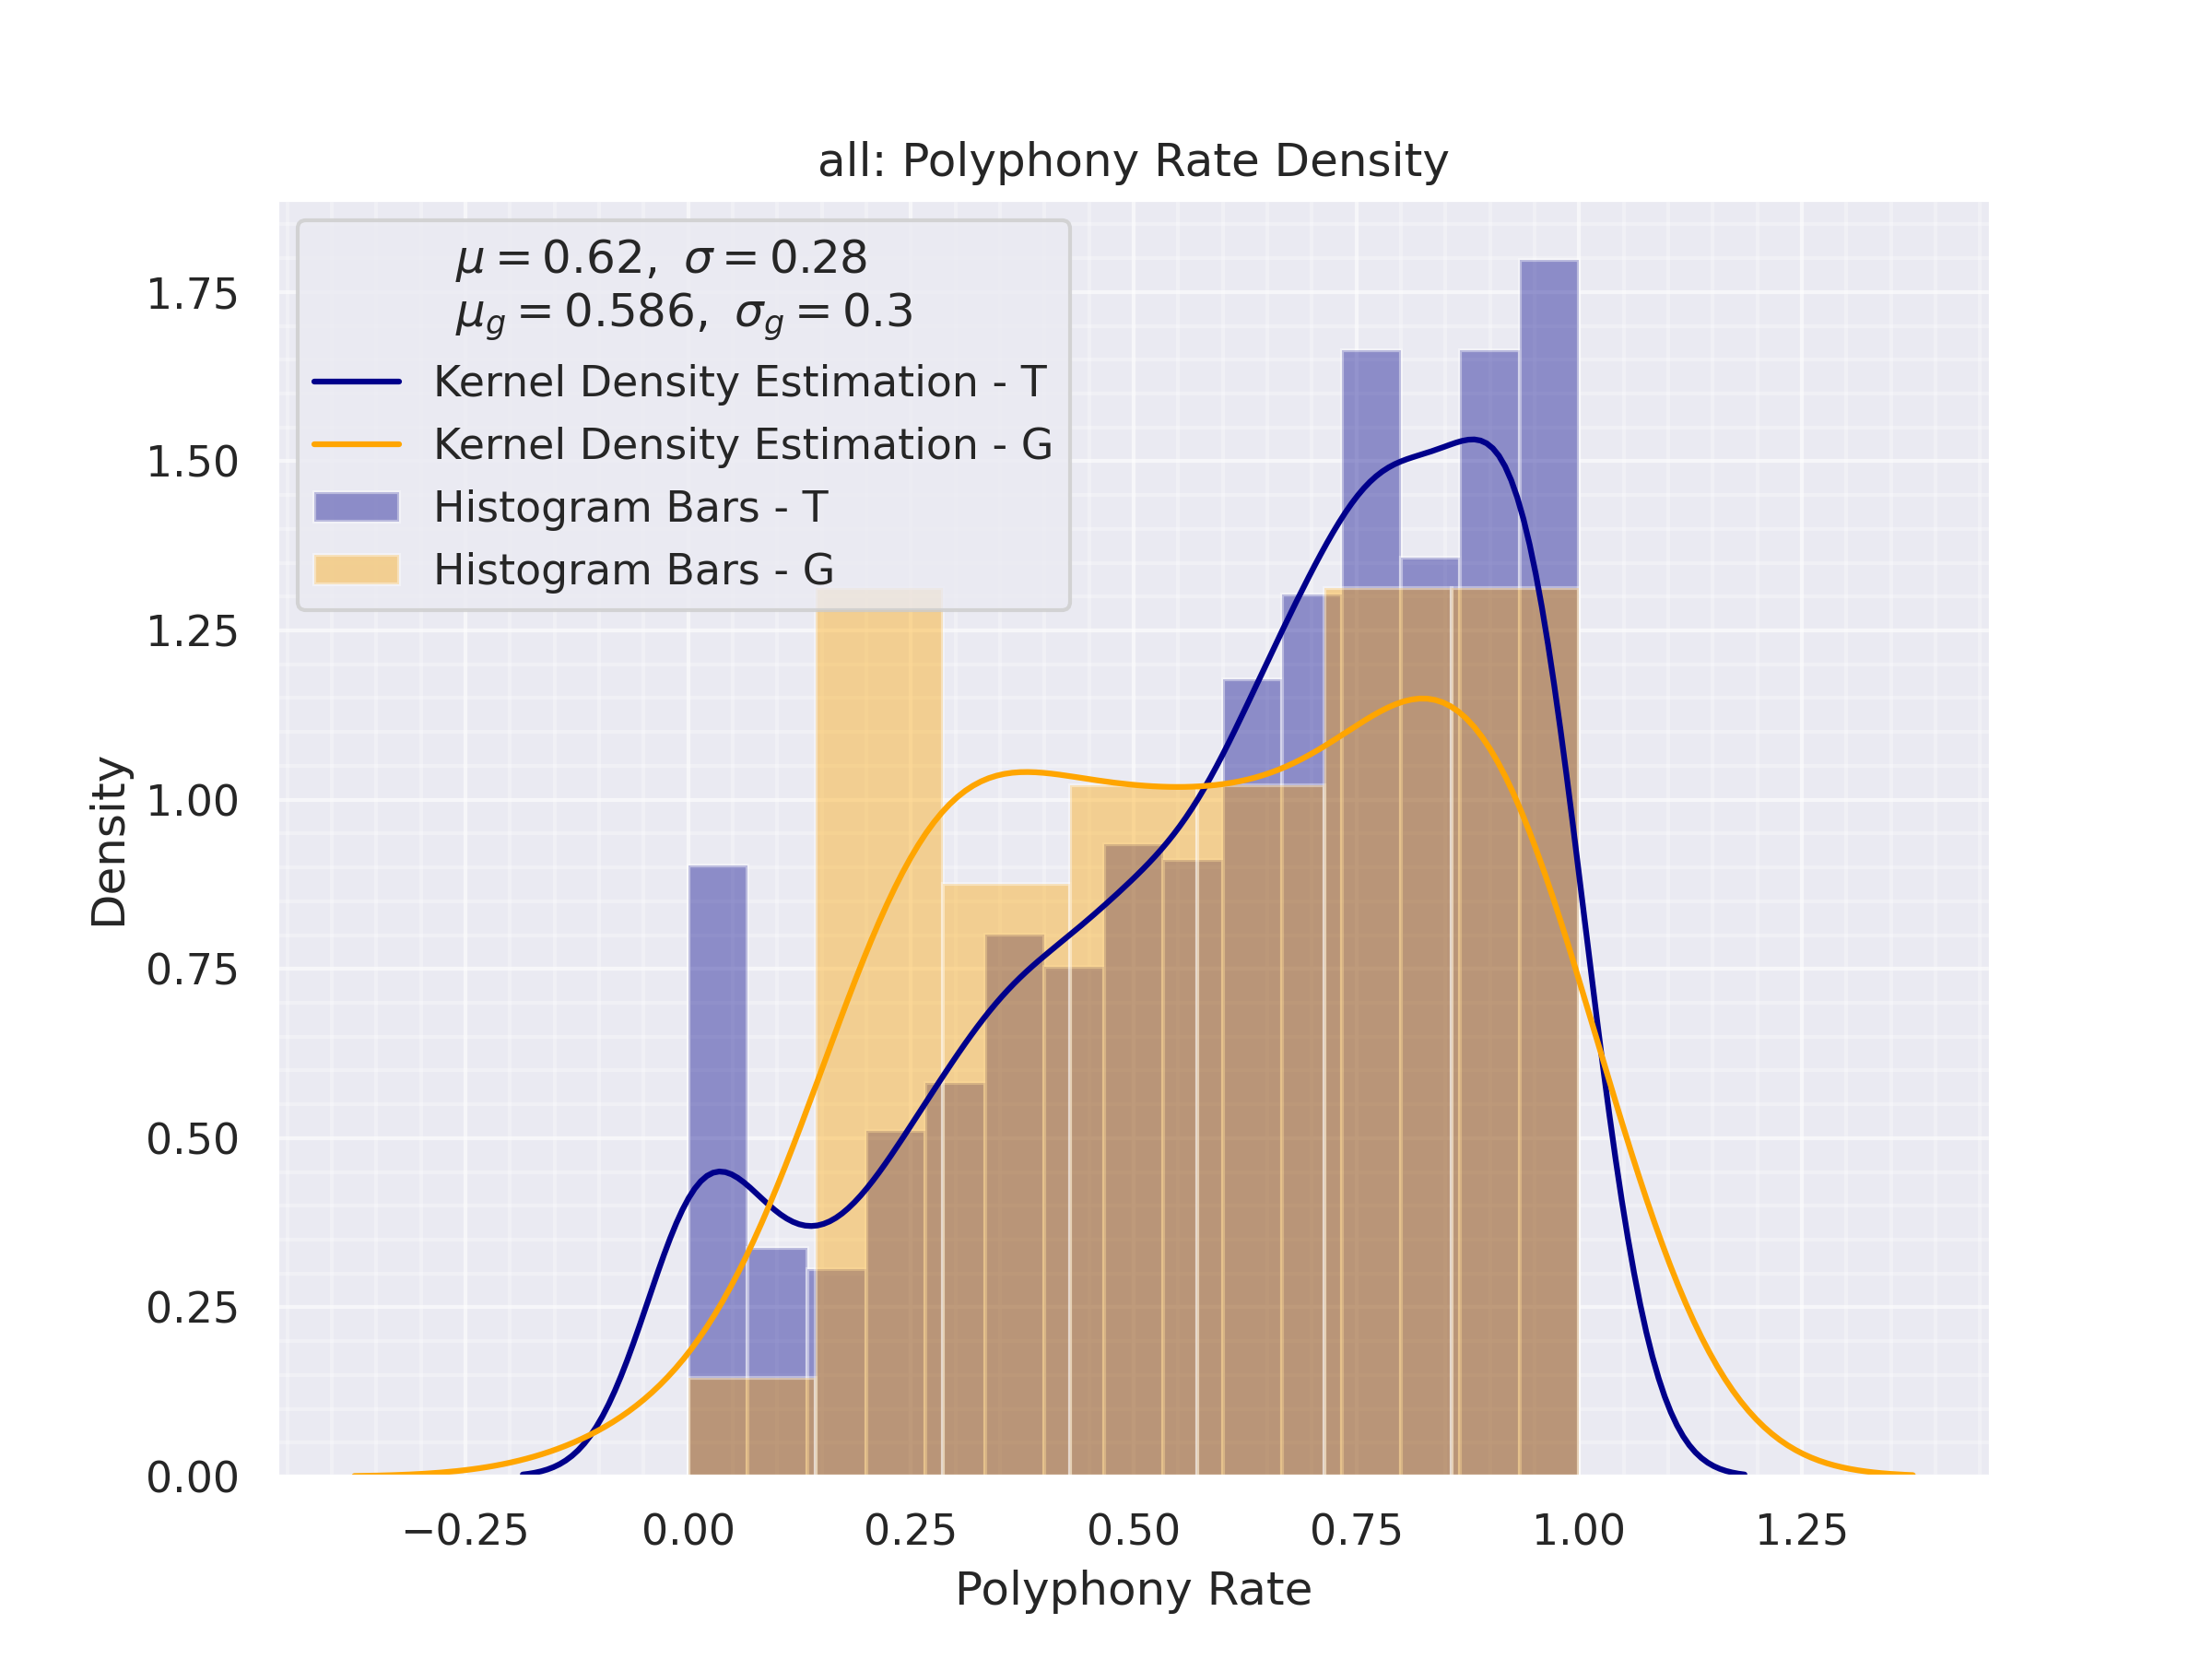 all: Polyphony Rate Density
μ = 0.62, σ = 0.28
μg = 0.586, σg = 0.3
Kernel Density Estimation - T
Kernel Density Estimation - G
Histogram Bars - T
Histogram Bars - G
Density
1.75
1.50
1.25
1.00
0.75
0.50
0.25
0.00
−0.25 0.00 0.25 0.50 0.75 1.00 1.25
Polyphony Rate